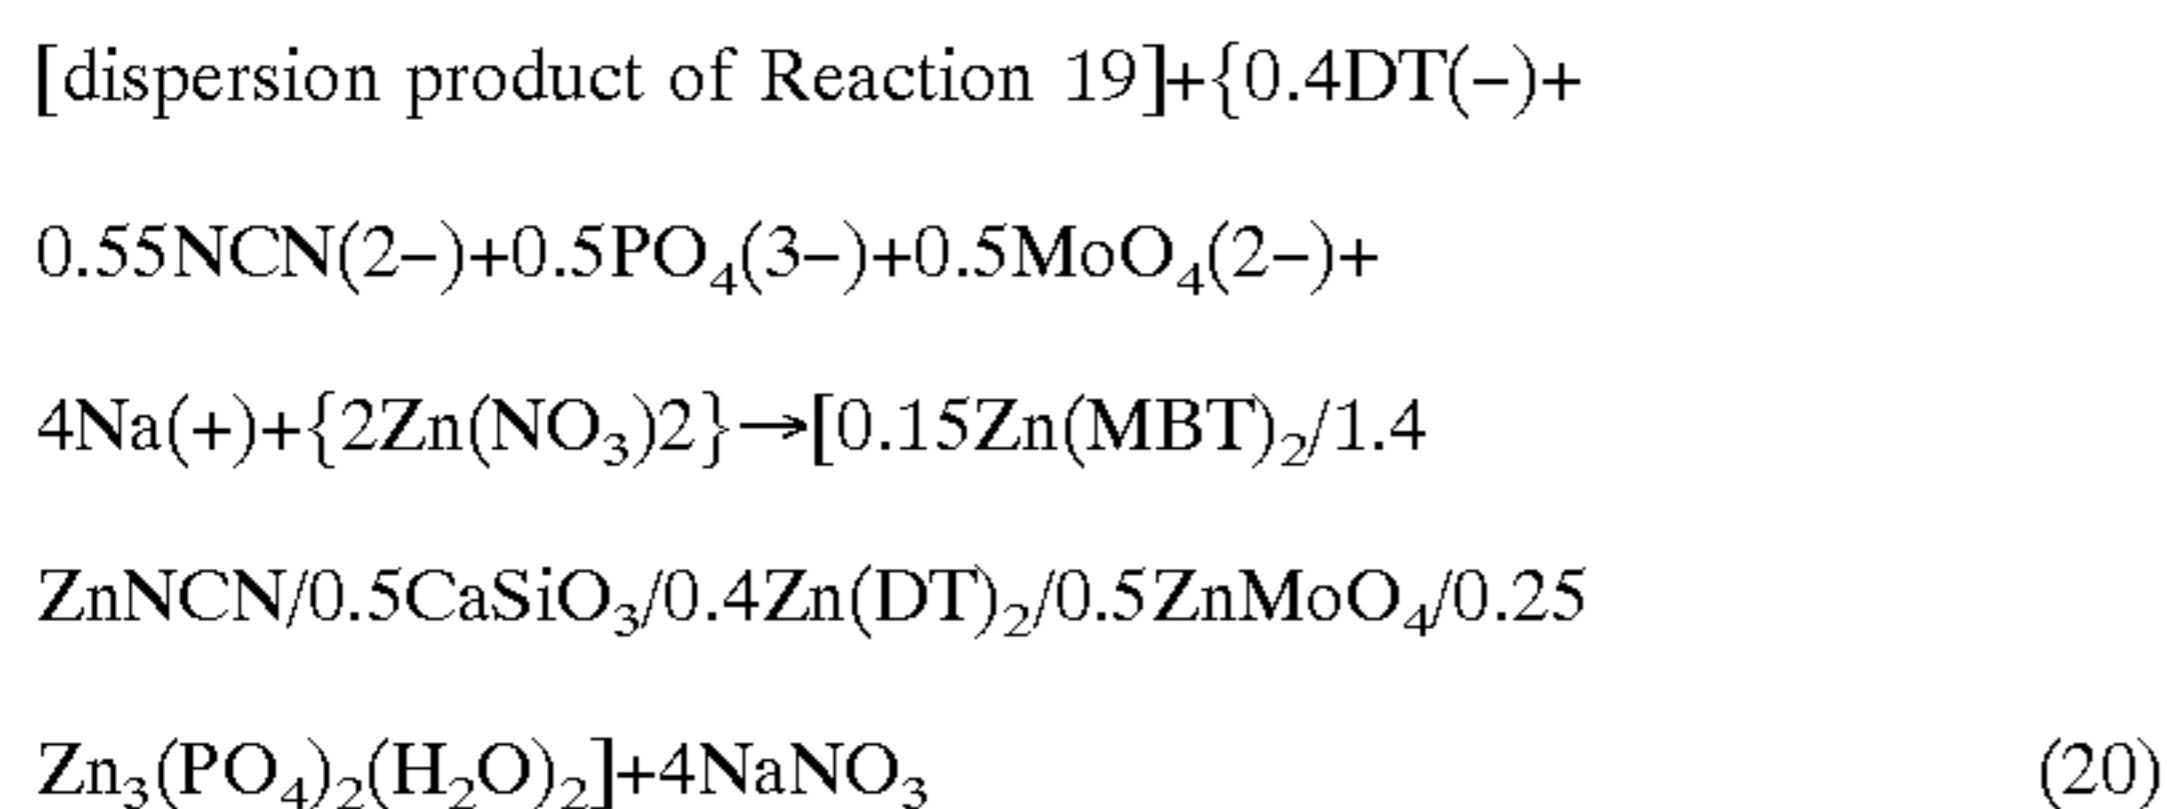 [dispersion product of Reaction 19]+{0.4DT(−)+
0.55NCN(2−)+0.5PO₄(3−)+0.5MoO₄(2−)+
4Na(+)+{2Zn(NO₃)2}→[0.15Zn(MBT)₂/1.4
ZnNCN/0.5CaSiO₃/0.4Zn(DT)₂/0.5ZnMoO₄/0.25
Zn₃(PO₄)₂(H₂O)₂]+4NaNO₃ (20)